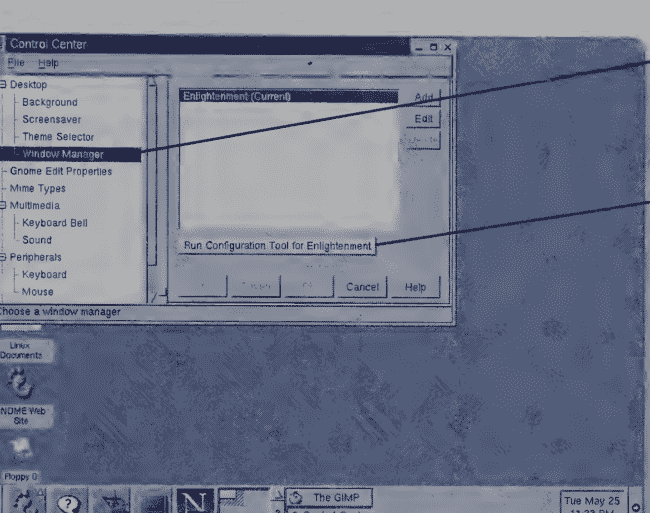 Control Center
File Help
Desktop
Background
Screensaver
Theme Selector
Window Manager
Gnome Edit Properties
Mime Types
Multimedia
Keyboard Bell
Sound
Peripherals
Keyboard
Mouse
Enlightenment (Current)
Add
Edit
Run Configuration Tool for Enlightenment
Cancel
Help
Choose a window manager
Linux
Documents
GNOME Web
Site
Floppy 0
N
The GIMP
Tue May 25